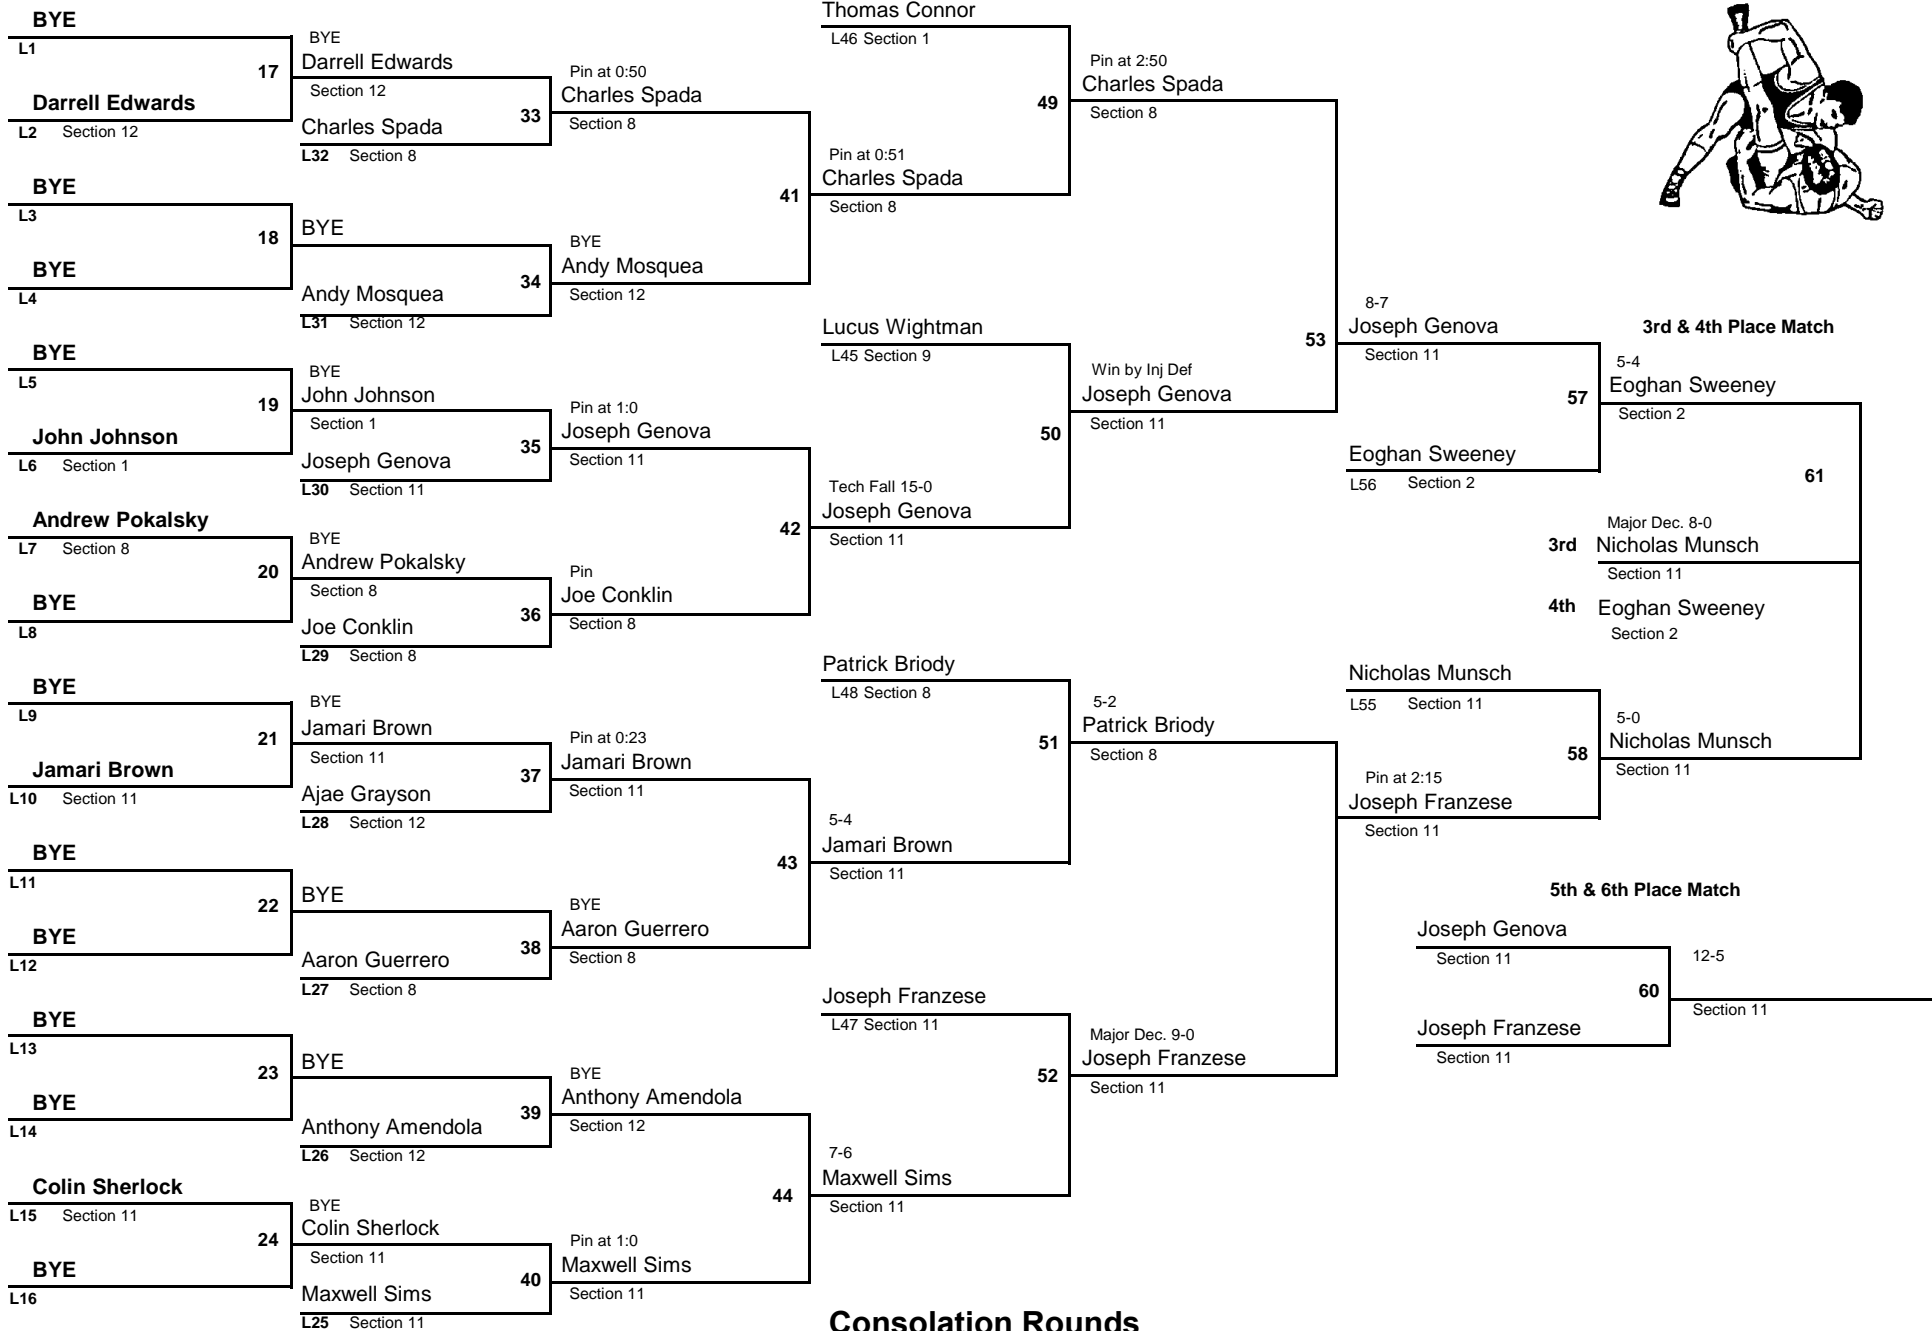 BYE
L1
17
Darrell Edwards
L2 Section 12
BYE
L3
18
BYE
L4
BYE
L5
19
John Johnson
L6 Section 1
Andrew Pokalsky
L7 Section 8
20
BYE
L8
BYE
L9
21
Jamari Brown
L10 Section 11
BYE
L11
22
BYE
L12
BYE
L13
23
BYE
L14
Colin Sherlock
L15 Section 11
24
BYE
L16
BYE
Darrell Edwards
Section 12
33
Charles Spada
L32 Section 8
BYE
34
Andy Mosquea
L31 Section 12
BYE
John Johnson
Section 1
35
Joseph Genova
L30 Section 11
BYE
Andrew Pokalsky
Section 8
36
Joe Conklin
L29 Section 8
BYE
Jamari Brown
Section 11
37
Ajae Grayson
L28 Section 12
BYE
38
Aaron Guerrero
L27 Section 8
BYE
39
Anthony Amendola
L26 Section 12
BYE
Colin Sherlock
Section 11
40
Maxwell Sims
L25 Section 11
Pin at 0:50
Charles Spada
Section 8
41
BYE
Andy Mosquea
Section 12
Pin at 1:0
Joseph Genova
Section 11
42
Pin
Joe Conklin
Section 8
Pin at 0:23
Jamari Brown
Section 11
43
BYE
Aaron Guerrero
Section 8
BYE
Anthony Amendola
Section 12
44
Pin at 1:0
Maxwell Sims
Section 11
Thomas Connor
L46 Section 1
49
Pin at 0:51
Charles Spada
Section 8
Lucus Wightman
L45 Section 9
50
Tech Fall 15-0
Joseph Genova
Section 11
Patrick Briody
L48 Section 8
51
5-4
Jamari Brown
Section 11
Joseph Franzese
L47 Section 11
52
7-6
Maxwell Sims
Section 11
Pin at 2:50
Charles Spada
Section 8
53
Win by Inj Def
Joseph Genova
Section 11
5-2
Patrick Briody
Section 8
Major Dec. 9-0
Joseph Franzese
Section 11
8-7
Joseph Genova
Section 11
57
Eoghan Sweeney
L56 Section 2
Nicholas Munsch
L55 Section 11
58
Pin at 2:15
Joseph Franzese
Section 11
3rd & 4th Place Match
5-4
Eoghan Sweeney
Section 2
61
Major Dec. 8-0
3rd Nicholas Munsch
Section 11
4th Eoghan Sweeney
Section 2
5-0
Nicholas Munsch
Section 11
5th & 6th Place Match
Joseph Genova
Section 11
60
12-5
Section 11
Joseph Franzese
Section 11
Consolation Rounds